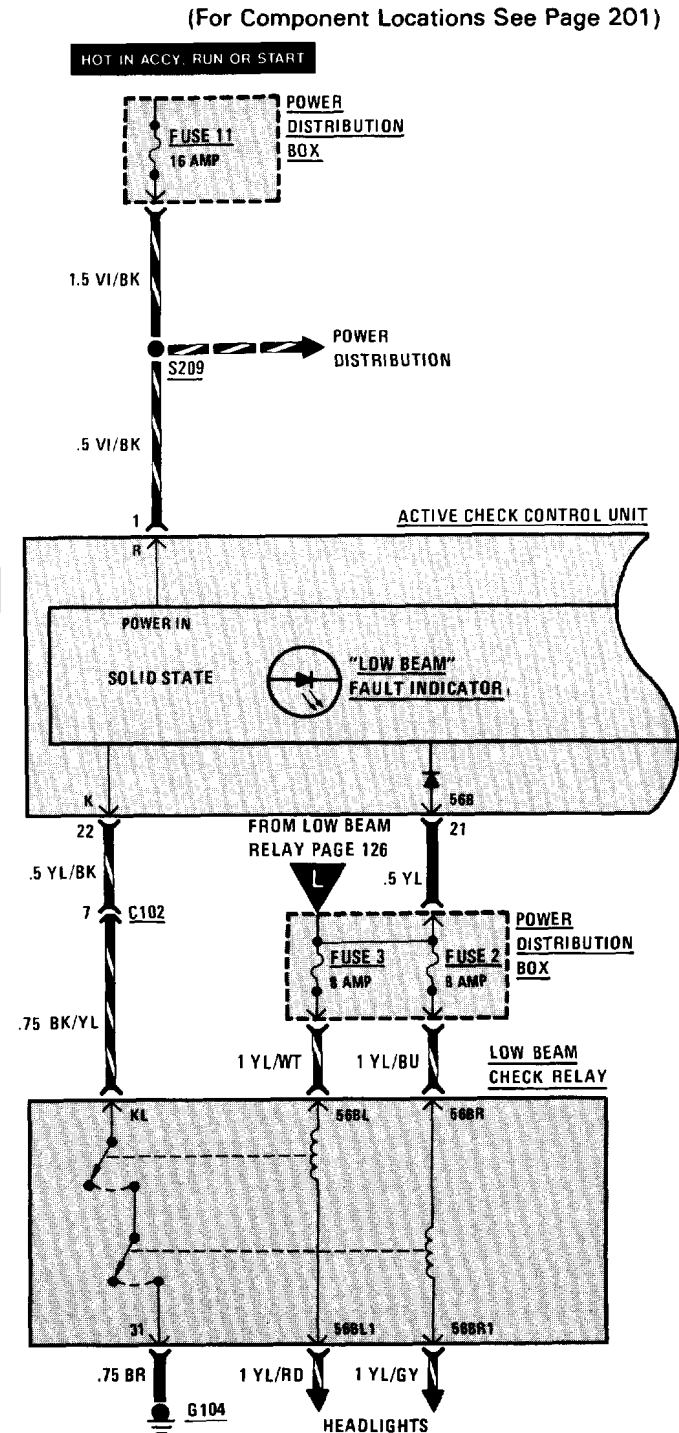 (For Component Locations See Page 201)
HOT IN ACCY, RUN OR START
POWER
DISTRIBUTION
BOX
FUSE 11
16 AMP
1.5 VI/BK
POWER
DISTRIBUTION
S209
.5 VI/BK
1
ACTIVE CHECK CONTROL UNIT
R
POWER IN
SOLID STATE
"LOW BEAM"
FAULT INDICATOR
K
56B
22
FROM LOW BEAM
RELAY PAGE 126
21
.5 YL/BK
L
.5 YL
7
C102
POWER
DISTRIBUTION
BOX
FUSE 3
8 AMP
FUSE 2
8 AMP
.75 BK/YL
1 YL/WT
1 YL/BU
LOW BEAM
CHECK RELAY
KL
56BL
56BR
31
56BL1
56BR1
.75 BR
1 YL/RD
1 YL/GY
G104
HEADLIGHTS